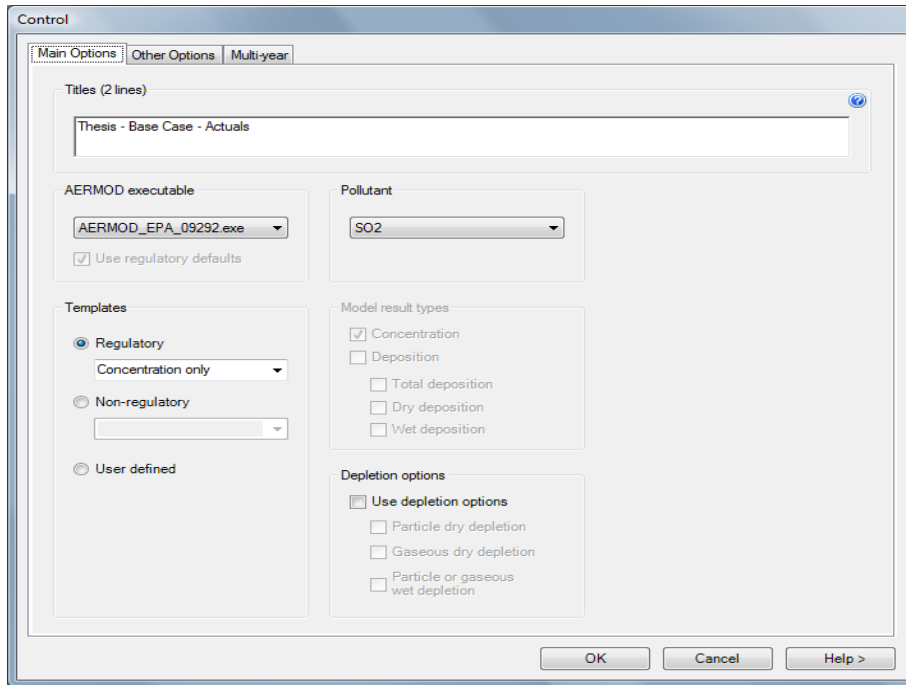 Control
Main Options Other Options Multi-year
Titles (2 lines)
Thesis - Base Case - Actuals
AERMOD executable
AERMOD_EPA_09292.exe
Use regulatory defaults
Pollutant
SO2
Templates
Regulatory
Concentration only
Non-regulatory
User defined
Model result types
Concentration
Deposition
Total deposition
Dry deposition
Wet deposition
Depletion options
Use depletion options
Particle dry depletion
Gaseous dry depletion
Particle or gaseous
wet depletion
OK Cancel Help >